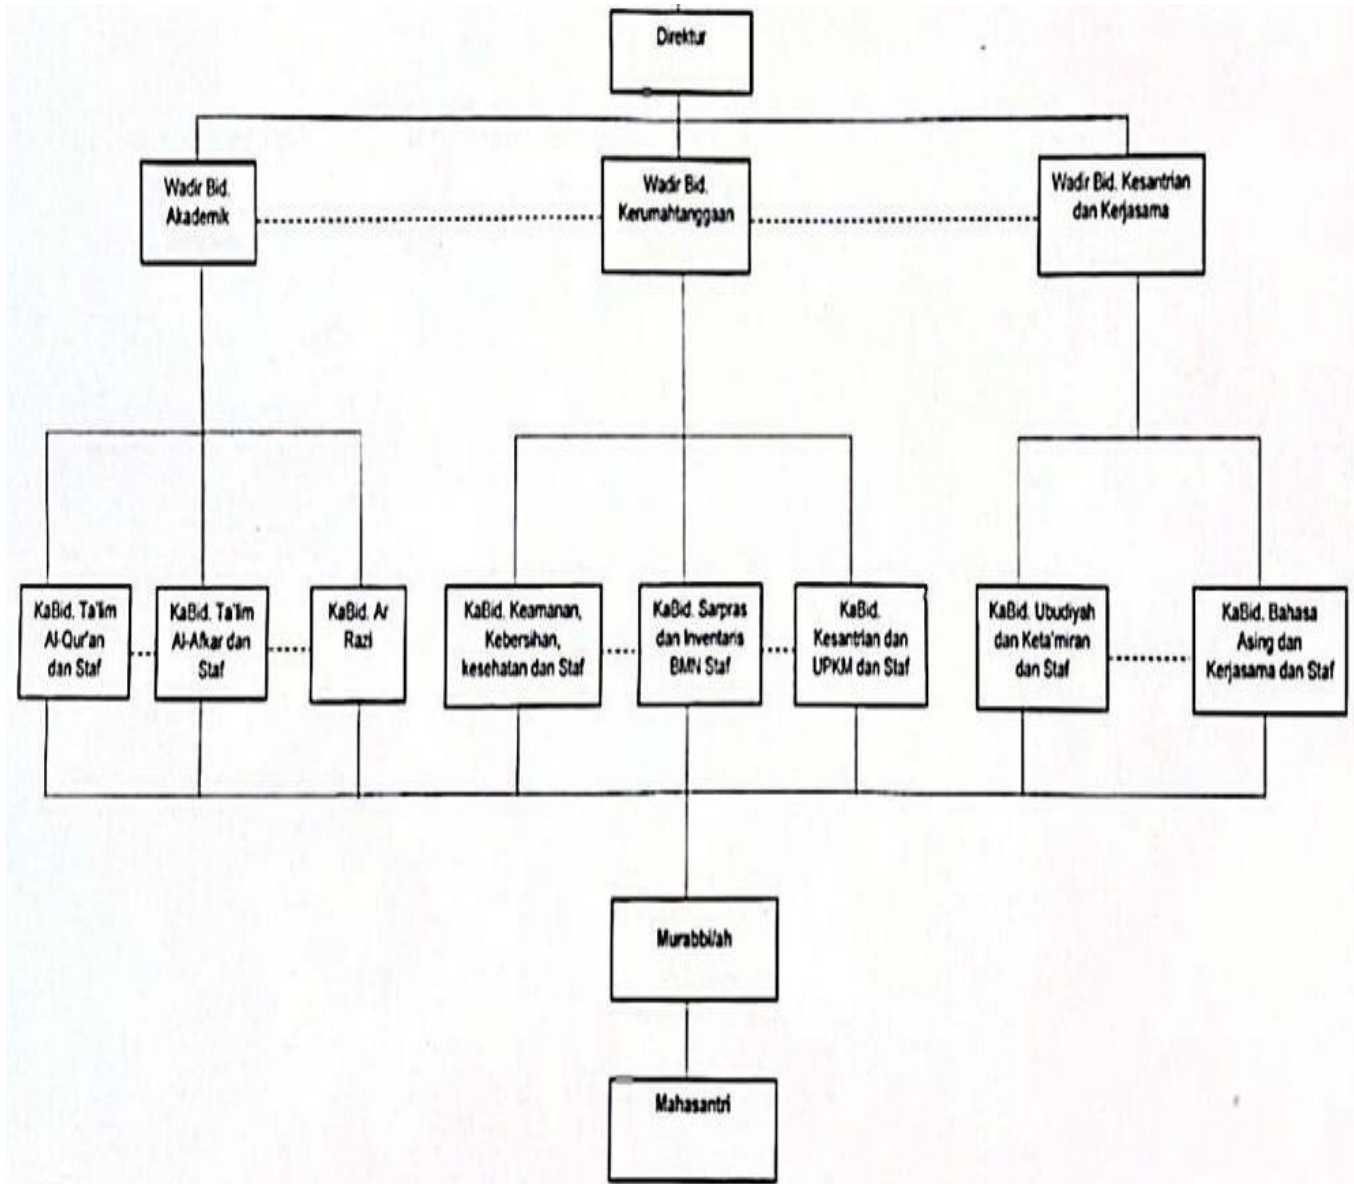 Direktur
Wadir Bid.
Akademik
Wadir Bid.
Kerumahtanggaan
Wadir Bid. Kesantrian
dan Kerjasama
KaBid. Ta'lim
Al-Qur'an
dan Staf
KaBid. Ta'lim
Al-Afkar dan
Staf
KaBid. Ar
Razi
KaBid. Keamanan,
Kebersihan,
kesehatan dan Staf
KaBid. Sarpras
dan Inventaris
BMN Staf
KaBid.
Kesantrian dan
UPKM dan Staf
KaBid. Ubudiyah
dan Keta'miran
dan Staf
KaBid. Bahasa
Asing dan
Kerjasama dan Staf
Murabbi/ah
Mahasantri